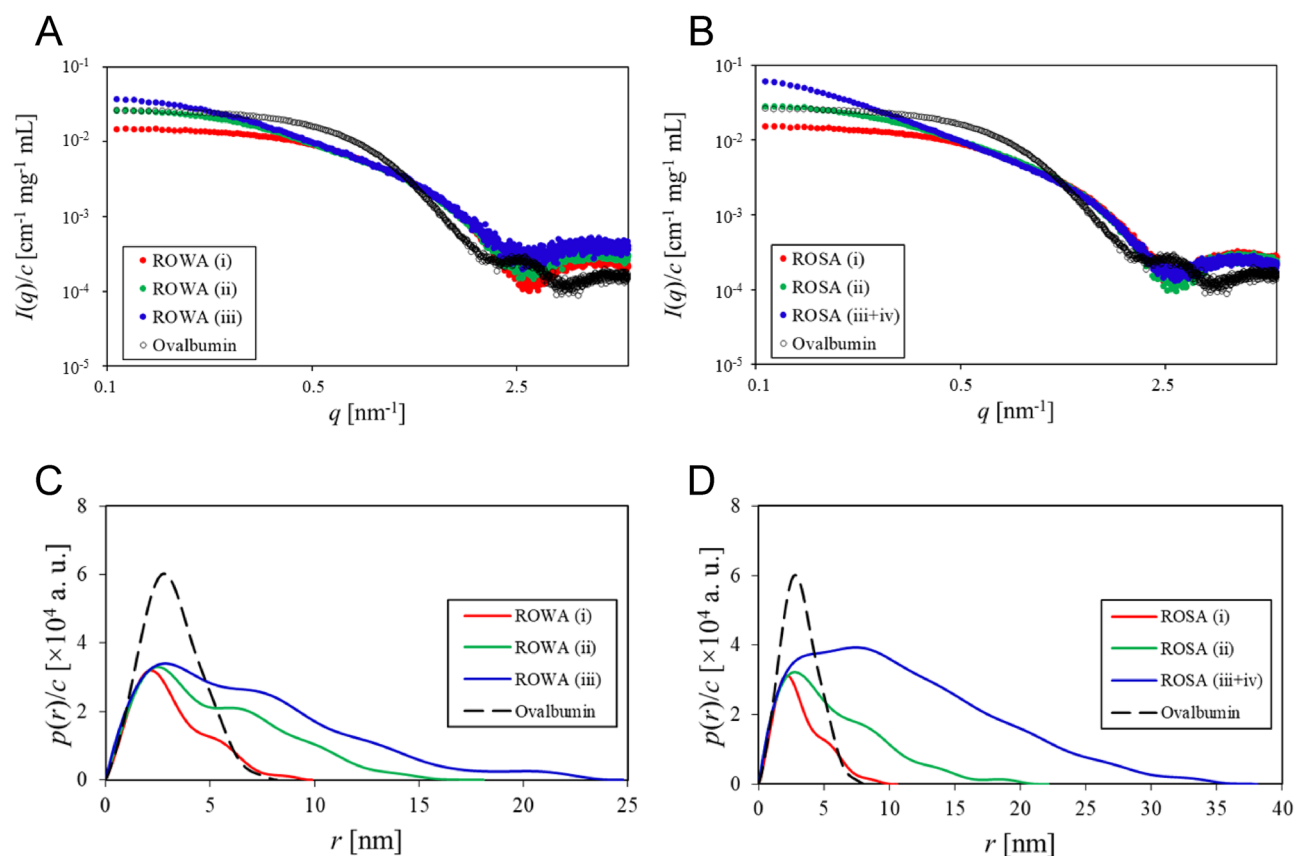 A
10⁻¹
10⁻²
10⁻³
10⁻⁴
10⁻⁵
I(q)/c [cm⁻¹ mg⁻¹ mL]
ROWA (i)
ROWA (ii)
ROWA (iii)
Ovalbumin
0.1
0.5
2.5
q [nm⁻¹]
B
10⁻¹
10⁻²
10⁻³
10⁻⁴
10⁻⁵
I(q)/c [cm⁻¹ mg⁻¹ mL]
ROSA (i)
ROSA (ii)
ROSA (iii+iv)
Ovalbumin
0.1
0.5
2.5
q [nm⁻¹]
C
8
6
4
2
0
p(r)/c [×10⁴ a. u.]
ROWA (i)
ROWA (ii)
ROWA (iii)
Ovalbumin
0
5
10
15
20
25
r [nm]
D
8
6
4
2
0
p(r)/c [×10⁴ a. u.]
ROSA (i)
ROSA (ii)
ROSA (iii+iv)
Ovalbumin
0
5
10
15
20
25
30
35
40
r [nm]